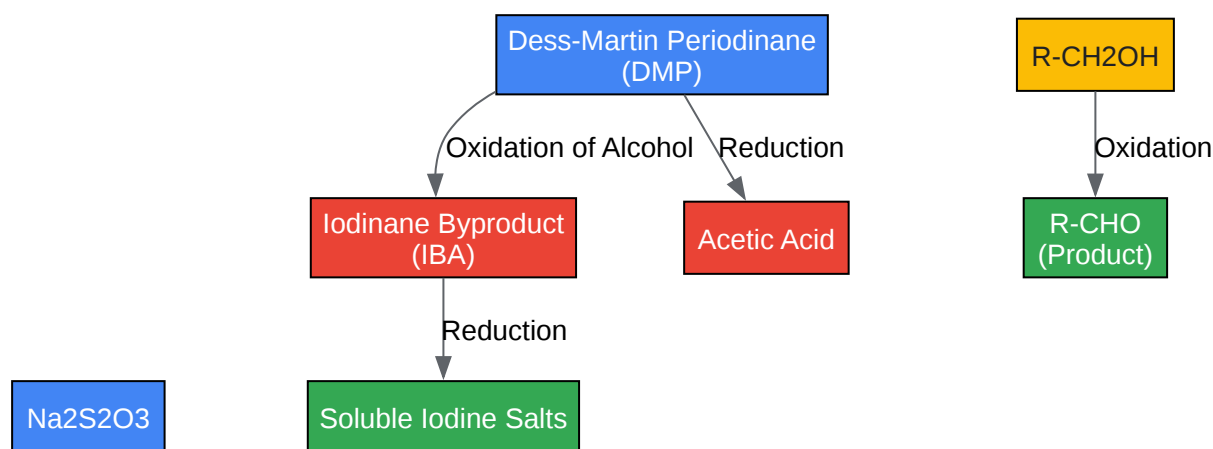 Dess-Martin Periodinane
(DMP)
R-CH2OH
Oxidation of Alcohol
Reduction
Oxidation
Iodinane Byproduct
(IBA)
Acetic Acid
R-CHO
(Product)
Reduction
Na2S2O3
Soluble Iodine Salts